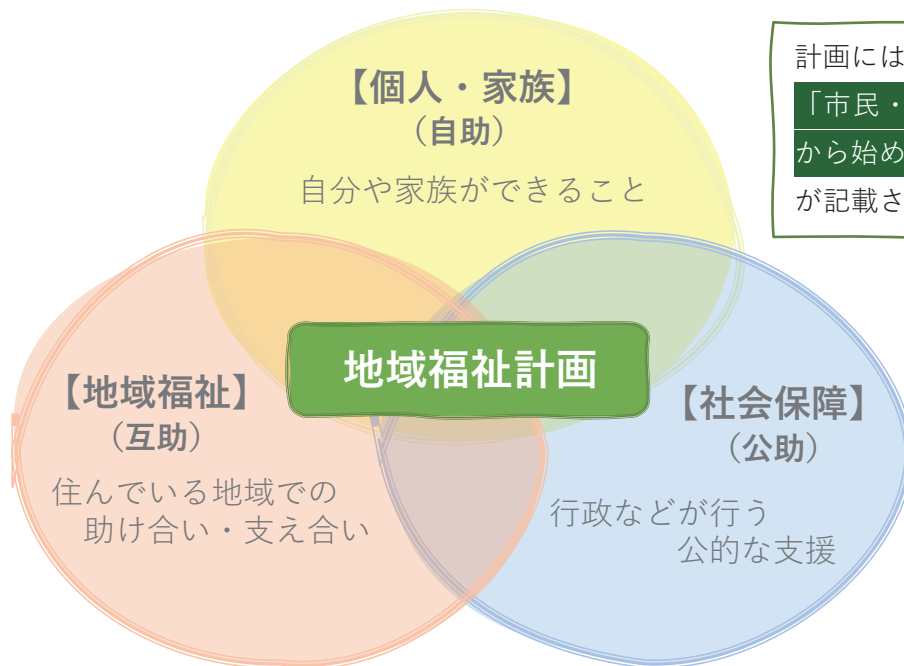 【個人・家族】
（自助）
自分や家族ができること
計画には
「市民・
から始め
が記載さ
地域福祉計画
【地域福祉】
（互助）
住んでいる地域での
助け合い・支え合い
【社会保障】
（公助）
行政などが行う
公的な支援